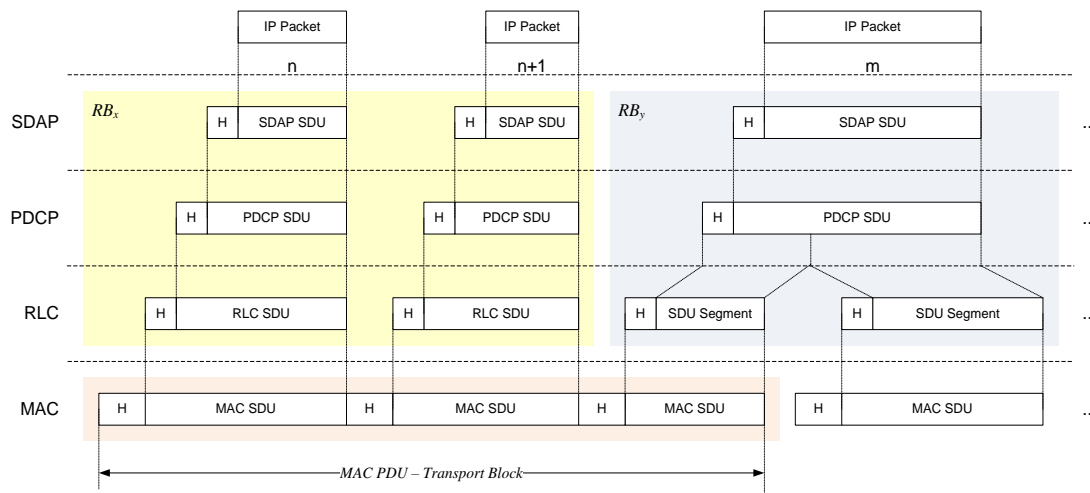 IP Packet IP Packet IP Packet
n n+1 m
RBx RBy
SDAP H SDAP SDU H SDAP SDU H SDAP SDU ...
PDCP H PDCP SDU H PDCP SDU H PDCP SDU ...
RLC H RLC SDU H RLC SDU H SDU Segment H SDU Segment ...
MAC H MAC SDU H MAC SDU H MAC SDU H MAC SDU ...
MAC PDU – Transport Block